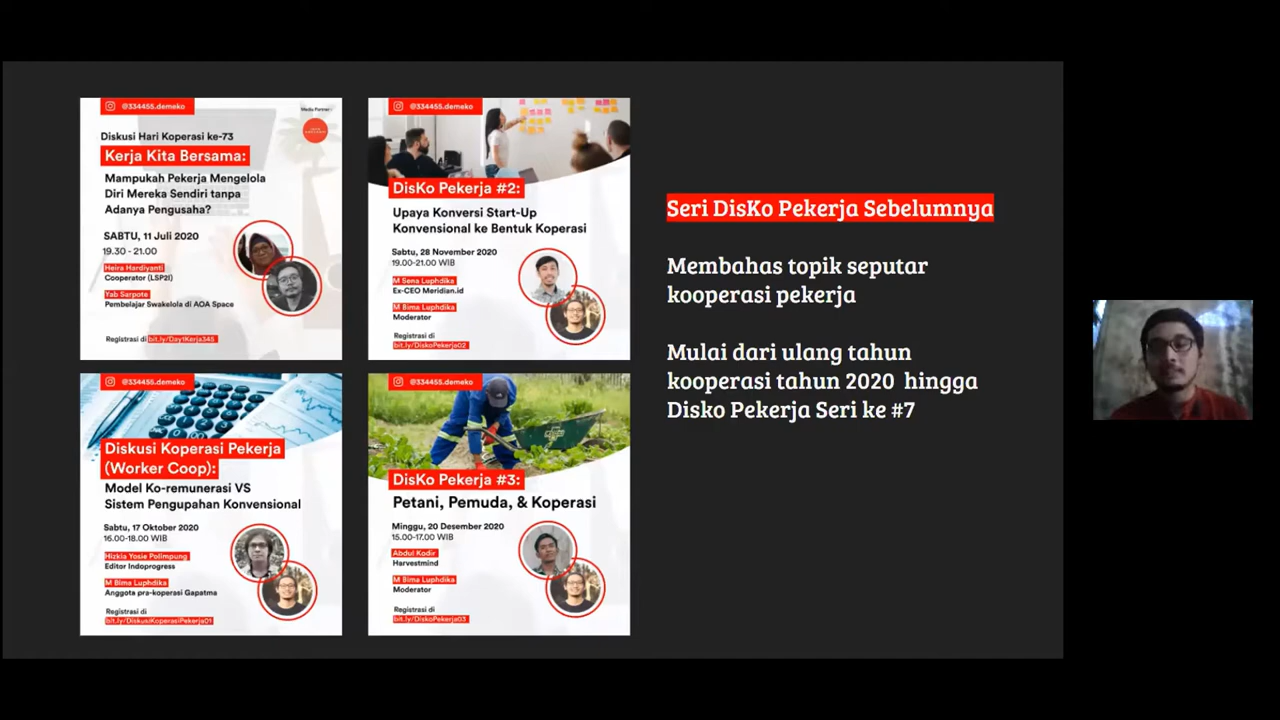 @334455.demeko
Media Partner
Diskusi Hari Koperasi ke-73
Kerja Kita Bersama:
Mampukah Pekerja Mengelola
Diri Mereka Sendiri tanpa
Adanya Pengusaha?
SABTU, 11 Juli 2020
19.30 - 21.00
Heira Hardiyanti
Cooperator (LSP2I)
Yab Sarpote
Pembelajar Swakelola di AOA Space
Registrasi di bit.ly/Day1Kerja345
@334455.demeko
DisKo Pekerja #2:
Upaya Konversi Start-Up
Konvensional ke Bentuk Koperasi
Sabtu, 28 November 2020
19.00-21.00 WIB
M Sena Luphdika
Ex-CEO Meridian.id
M Bima Luphdika
Moderator
Registrasi di
bit.ly/DiskoPekerja02
@334455.demeko
Diskusi Koperasi Pekerja
(Worker Coop):
Model Ko-remunerasi VS
Sistem Pengupahan Konvensional
Sabtu, 17 Oktober 2020
16.00-18.00 WIB
Hizkia Yosie Polimpung
Editor Indoprogress
M Bima Luphdika
Anggota pra-koperasi Gapatma
Registrasi di
bit.ly/DiskusiKoperasiPekerja01
@334455.demeko
DisKo Pekerja #3:
Petani, Pemuda, & Koperasi
Minggu, 20 Desember 2020
15.00-17.00 WIB
Abdul Kodir
Harvestmind
M Bima Luphdika
Moderator
Registrasi di
bit.ly/DiskoPekerja03
Seri DisKo Pekerja Sebelumnya
Membahas topik seputar
kooperasi pekerja
Mulai dari ulang tahun
kooperasi tahun 2020 hingga
Disko Pekerja Seri ke #7